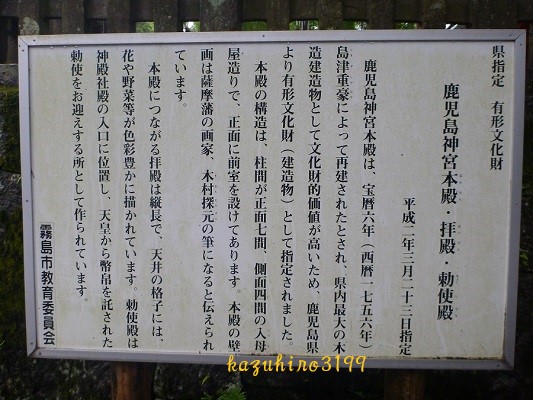 県指定　有形文化財
鹿児島神宮本殿・拝殿・勅使殿
平成二年三月二十三日指定
鹿児島神宮本殿は、宝暦六年（西暦一七五六年）
島津重豪によって再建されたとされ、県内最大の木
造建造物として文化財的価値が高いため、鹿児島県
より有形文化財（建造物）として指定されました。
本殿の構造は、柱間が正面七間、側面四間の入母
屋造りで、正面に前室を設けてあります。本殿の壁
画は薩摩藩の画家、木村探元の筆になると伝えられ
ています。
本殿につながる拝殿は縦長で、天井の格子には、
花や野菜等が色彩豊かに描かれています。勅使殿は
神殿社殿の入口に位置し、天皇から幣帛を託された
勅使をお迎えする所として作られています。
霧島市教育委員会
kazuhiro3199